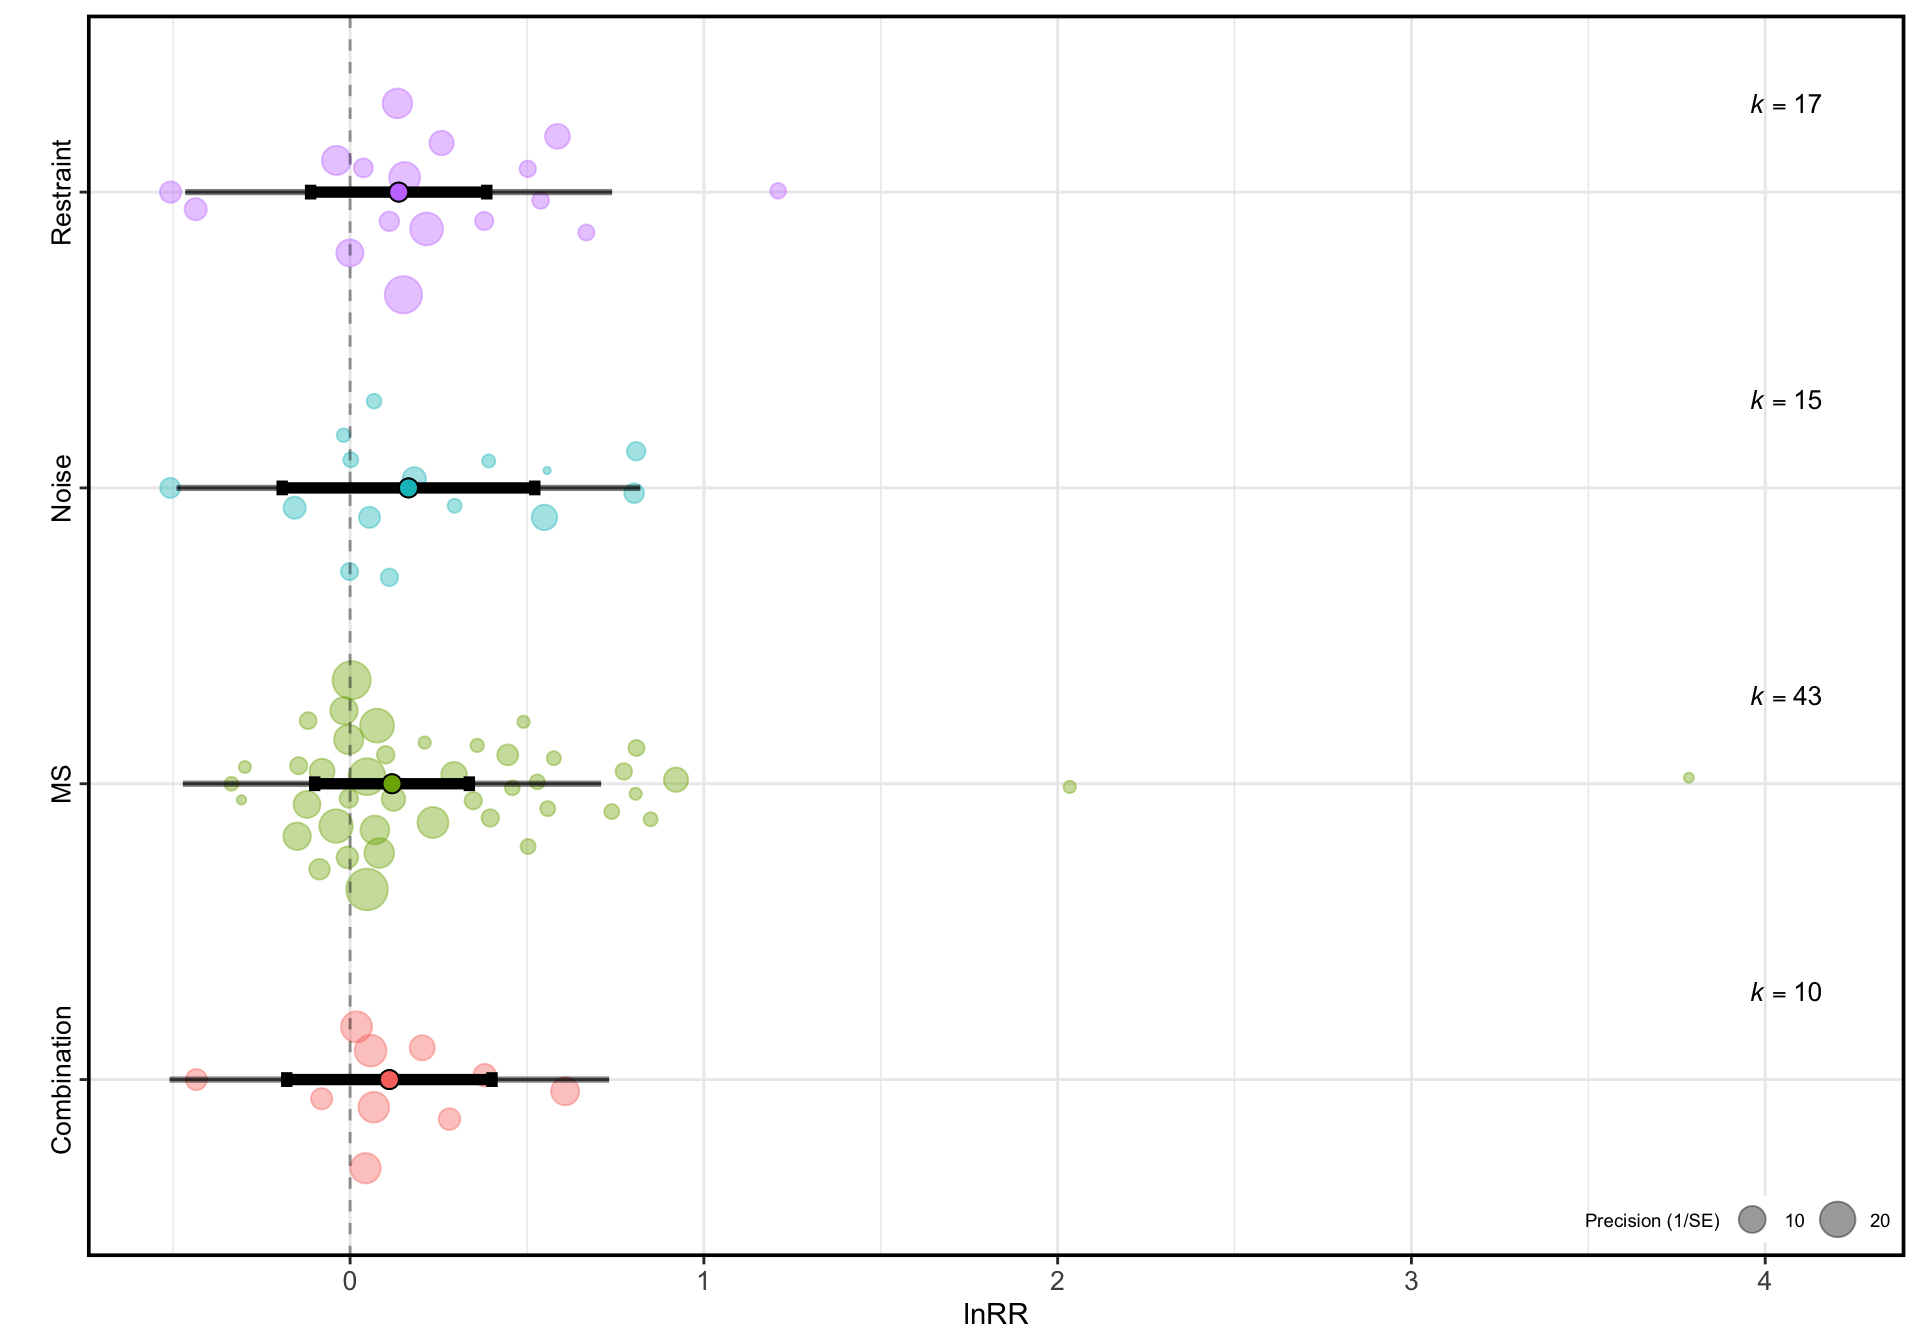 Restraint
k = 17
Noise
k = 15
MS
k = 43
Combination
k = 10
Precision (1/SE) 10 20
0 1 2 3 4
lnRR